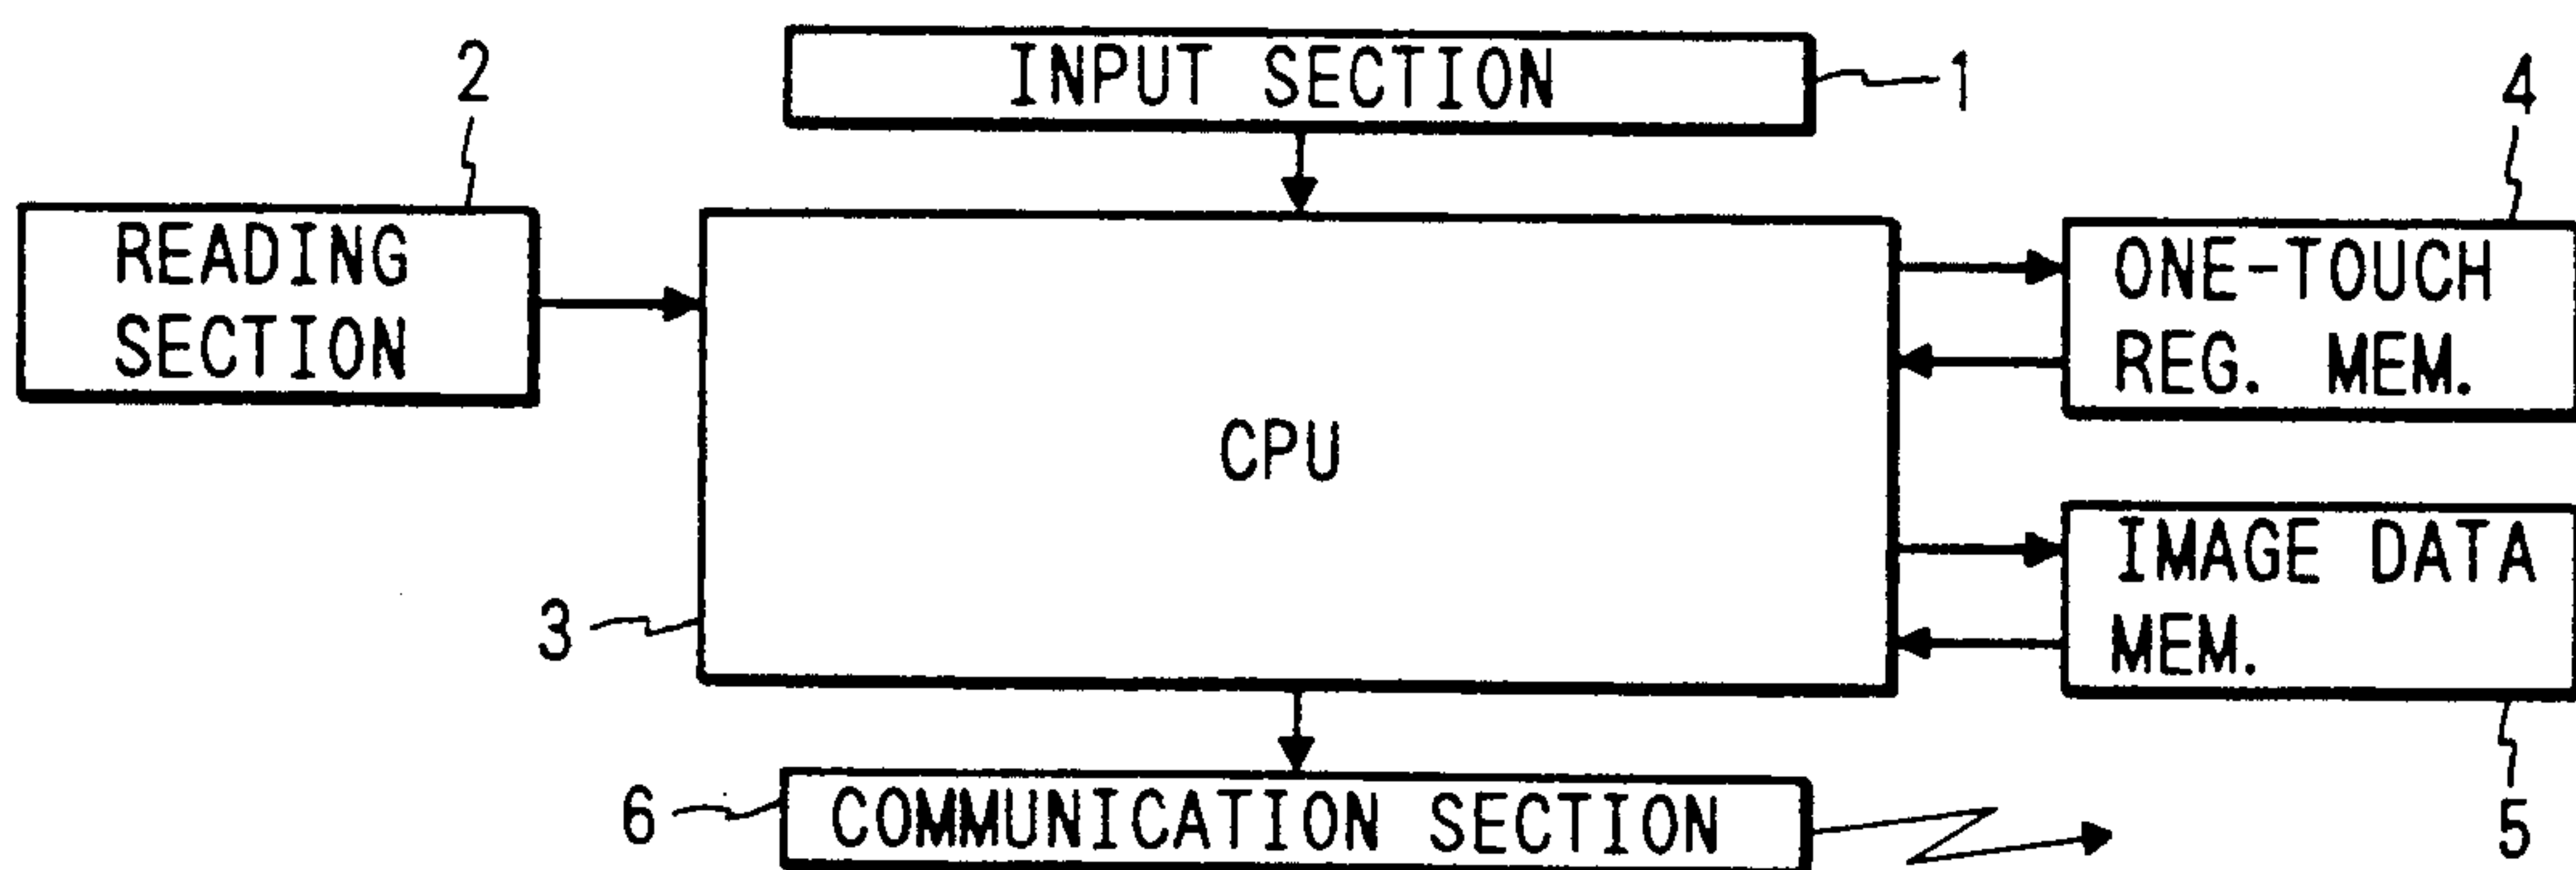 INPUT SECTION
1
2
4
READING
SECTION
ONE-TOUCH
REG. MEM.
CPU
IMAGE DATA
MEM.
3
6
COMMUNICATION SECTION
5